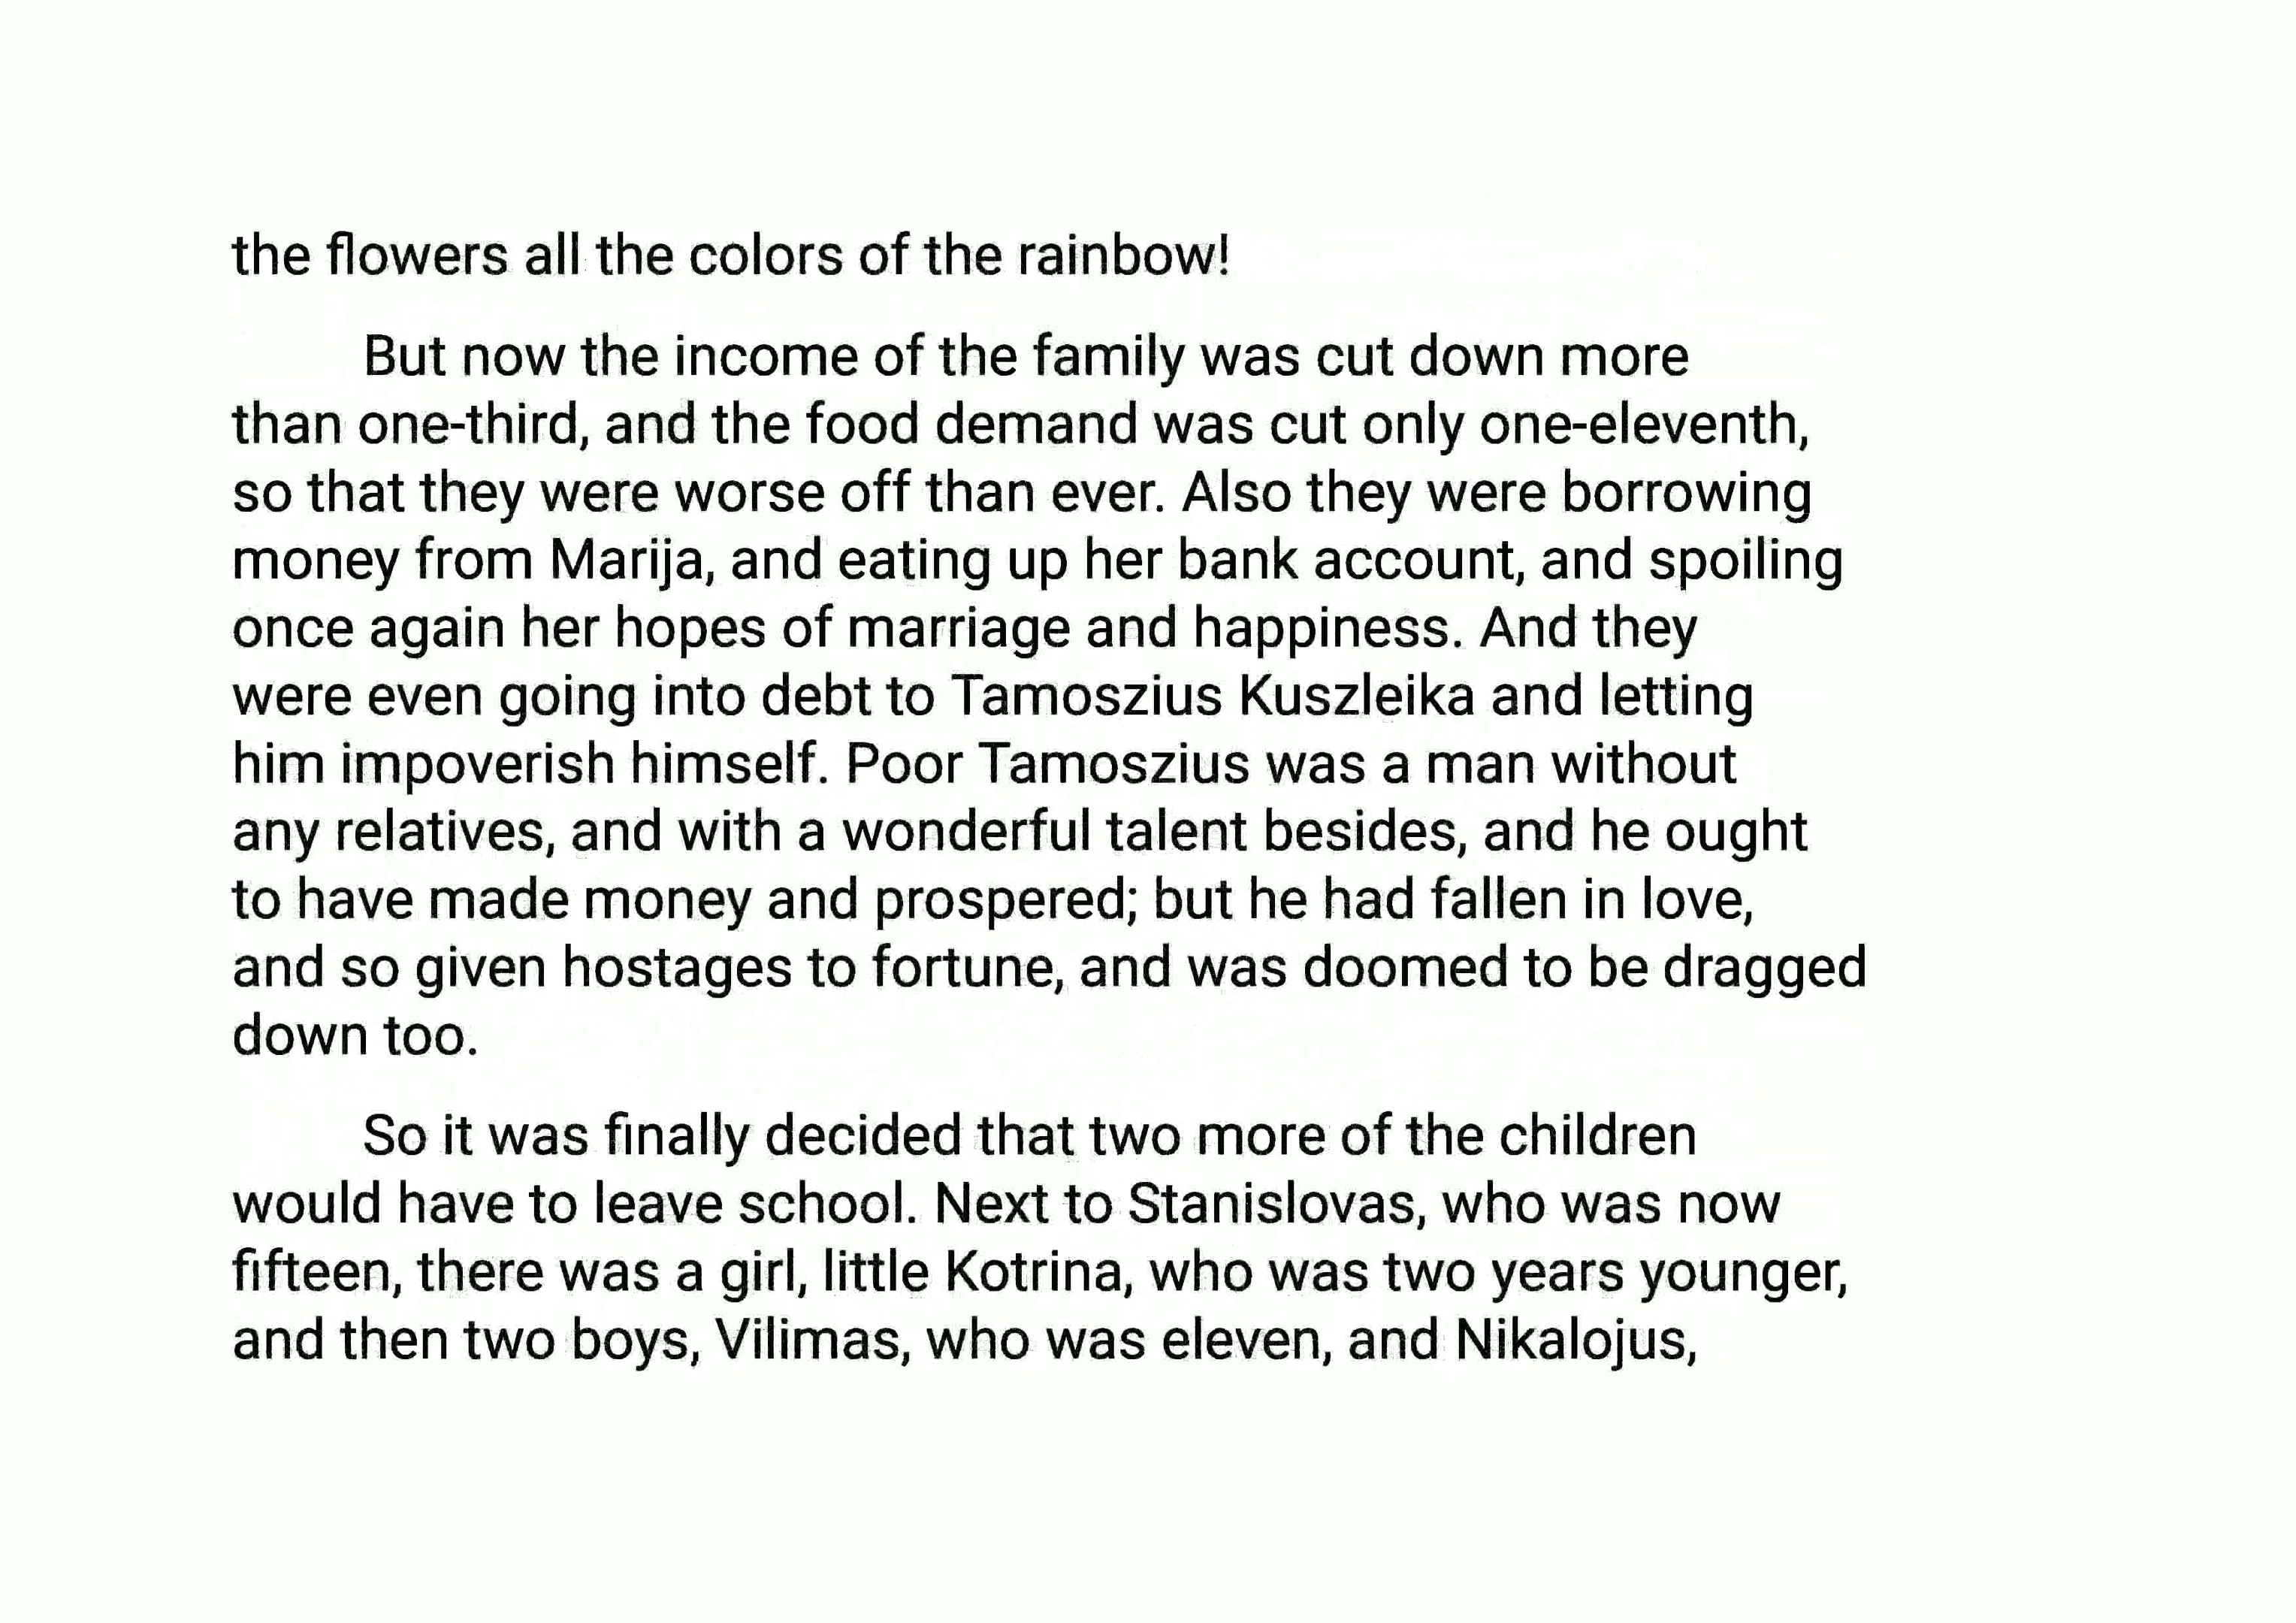 the flowers all the colors of the rainbow!
But now the income of the family was cut down more
than one-third, and the food demand was cut only one-eleventh,
so that they were worse off than ever. Also they were borrowing
money from Marija, and eating up her bank account, and spoiling
once again her hopes of marriage and happiness. And they
were even going into debt to Tamoszius Kuszleika and letting
him impoverish himself. Poor Tamoszius was a man without
any relatives, and with a wonderful talent besides, and he ought
to have made money and prospered; but he had fallen in love,
and so given hostages to fortune, and was doomed to be dragged
down too.
So it was finally decided that two more of the children
would have to leave school. Next to Stanislovas, who was now
fifteen, there was a girl, little Kotrina, who was two years younger,
and then two boys, Vilimas, who was eleven, and Nikalojus,